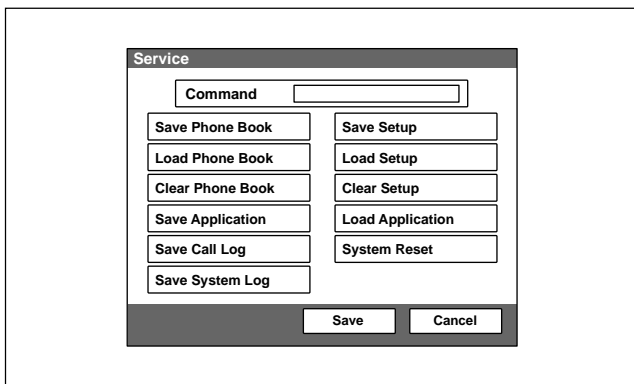 Service
Command
Save Phone Book
Save Setup
Load Phone Book
Load Setup
Clear Phone Book
Clear Setup
Save Application
Load Application
Save Call Log
System Reset
Save System Log
Save
Cancel